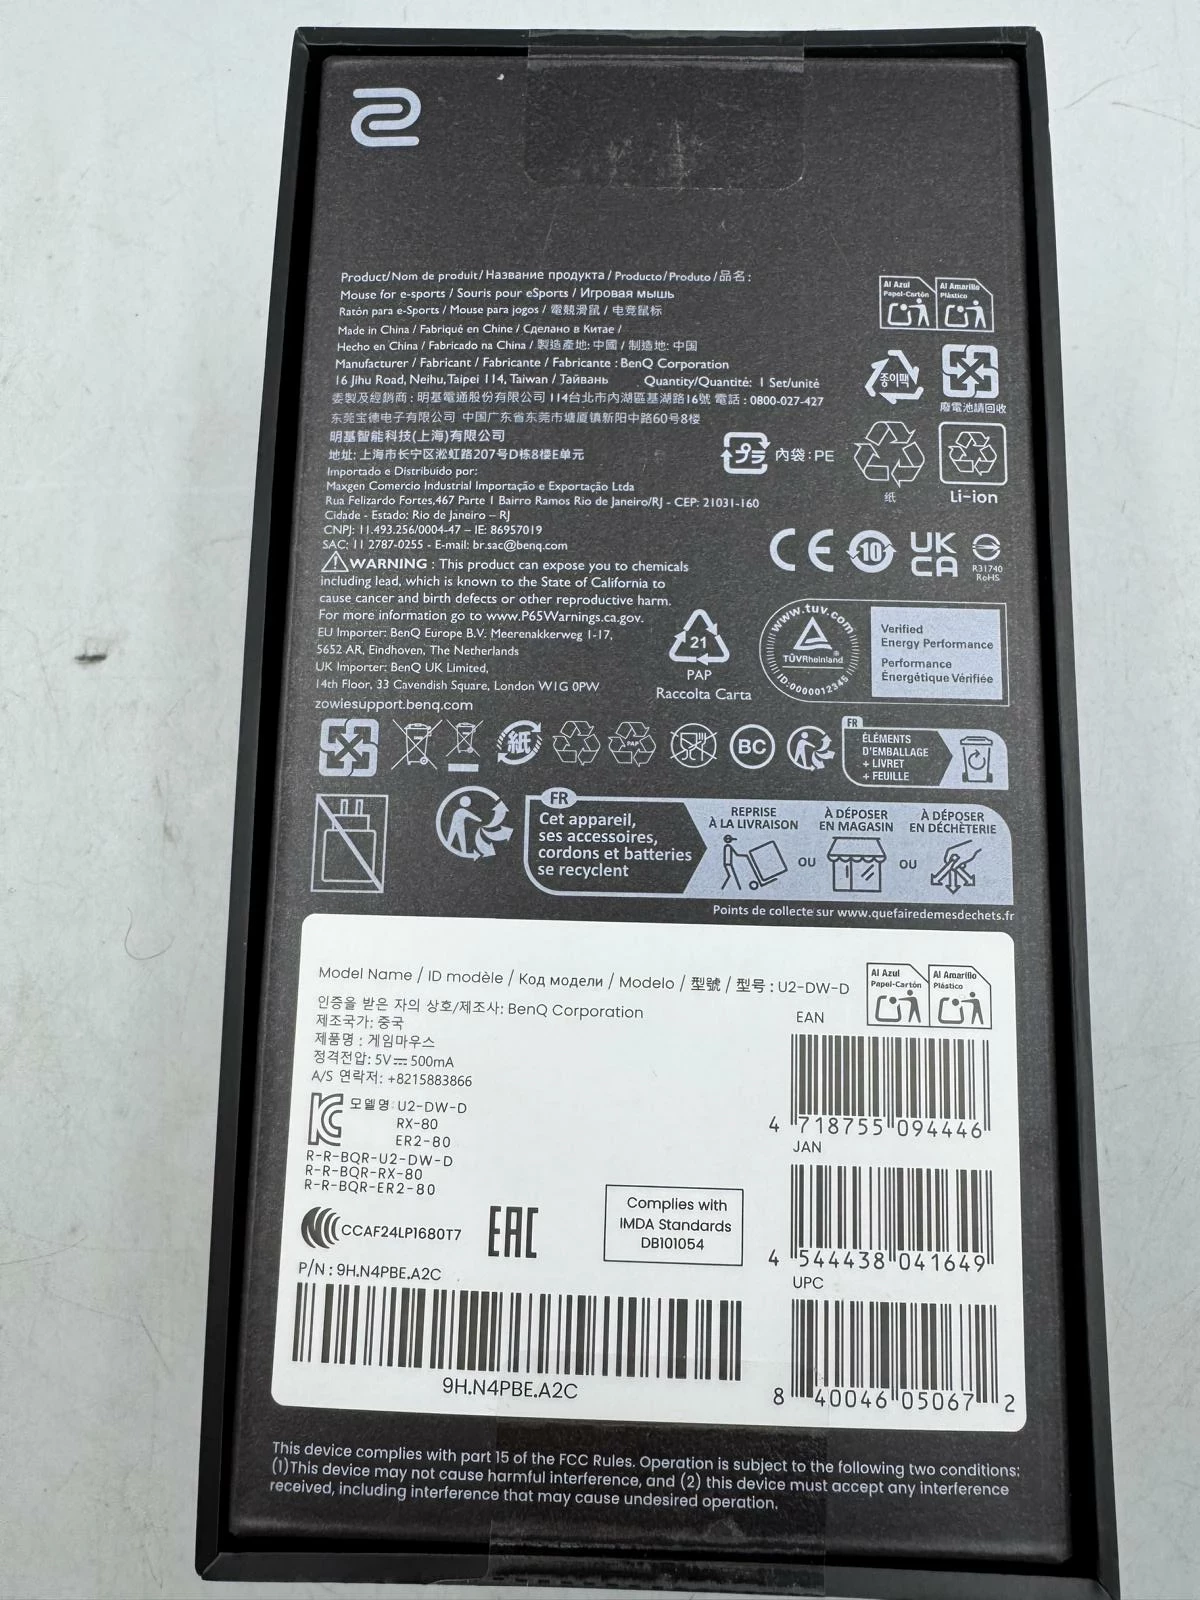 Product/Nom de produit/Название продукта/Producto/Produto/品名:
Mouse for e-sports / Souris pour eSports / Игровая мышь
Ratón para e-Sports / Mouse para jogos / 電競滑鼠 / 电竞鼠标
Made in China / Fabriqué en Chine / Сделано в Китае /
Hecho en China / Fabricado na China / 製造產地: 中國 / 制造地: 中国
Manufacturer / Fabricant / Fabricante / Fabricante : BenQ Corporation
16 Jihu Road, Neihu, Taipei 114, Taiwan / Тайвань Quantity/Quantité: 1 Set/unité
委製及經銷商 : 明基電通股份有限公司 114台北市內湖區基湖路16號 電話 : 0800-027-427
东莞宝德电子有限公司 中国广东省东莞市塘厦镇新阳中路60号8楼
明基智能科技(上海)有限公司
地址: 上海市长宁区淞虹路207号D栋8楼E单元
Importado e Distribuido por:
Maxgen Comercio Industrial Importação e Exportação Ltda
Rua Felizardo Fortes,467 Parte 1 Bairro Ramos Rio de Janeiro/RJ - CEP: 21031-160
Cidade - Estado: Rio de Janeiro – RJ
CNPJ: 11.493.256/0004-47 – IE: 86957019
SAC: 11 2787-0255 - E-mail: br.sac@benq.com
WARNING : This product can expose you to chemicals
including lead, which is known to the State of California to
cause cancer and birth defects or other reproductive harm.
For more information go to www.P65Warnings.ca.gov.
EU Importer: BenQ Europe B.V. Meerenakkerweg 1-17,
5652 AR, Eindhoven, The Netherlands
UK Importer: BenQ UK Limited,
14th Floor, 33 Cavendish Square, London W1G 0PW
zowiesupport.benq.com
Al Azul
Papel-Cartón
Al Amarillo
Plástico
종이팩
廢電池請回收
プラ
內袋 : PE
纸
Li-ion
CE
10
UK
CA
R31740
RoHS
21
PAP
Raccolta Carta
www.tuv.com
TÜVRheinland
ID:0000012345
Verified
Energy Performance
Performance
Énergétique Vérifiée
紙
PAP
BC
FR
ÉLÉMENTS
D'EMBALLAGE
+ LIVRET
+ FEUILLE
FR
Cet appareil,
ses accessoires,
cordons et batteries
se recyclent
REPRISE
À LA LIVRAISON
OU
À DÉPOSER
EN MAGASIN
OU
À DÉPOSER
EN DÉCHÈTERIE
Points de collecte sur www.quefairedemesdechets.fr
Model Name / ID modèle / Код модели / Modelo / 型號 / 型号 : U2-DW-D
Al Azul
Papel-Cartón
Al Amarillo
Plástico
인증을 받은 자의 상호/제조사: BenQ Corporation
제조국가: 중국
제품명 : 게임마우스
정격전압: 5V⎓500mA
A/S 연락저: +8215883866
모델명: U2-DW-D
RX-80
ER2-80
R-R-BQR-U2-DW-D
R-R-BQR-RX-80
R-R-BQR-ER2-80
CCAF24LP1680T7
EAC
Complies with
IMDA Standards
DB101054
P/N : 9H.N4PBE.A2C
9H.N4PBE.A2C
EAN
4 718755 094446
JAN
4 544438 041649
UPC
8 40046 05067 2
This device complies with part 15 of the FCC Rules. Operation is subject to the following two conditions:
(1)This device may not cause harmful interference, and (2) this device must accept any interference
received, including interference that may cause undesired operation.